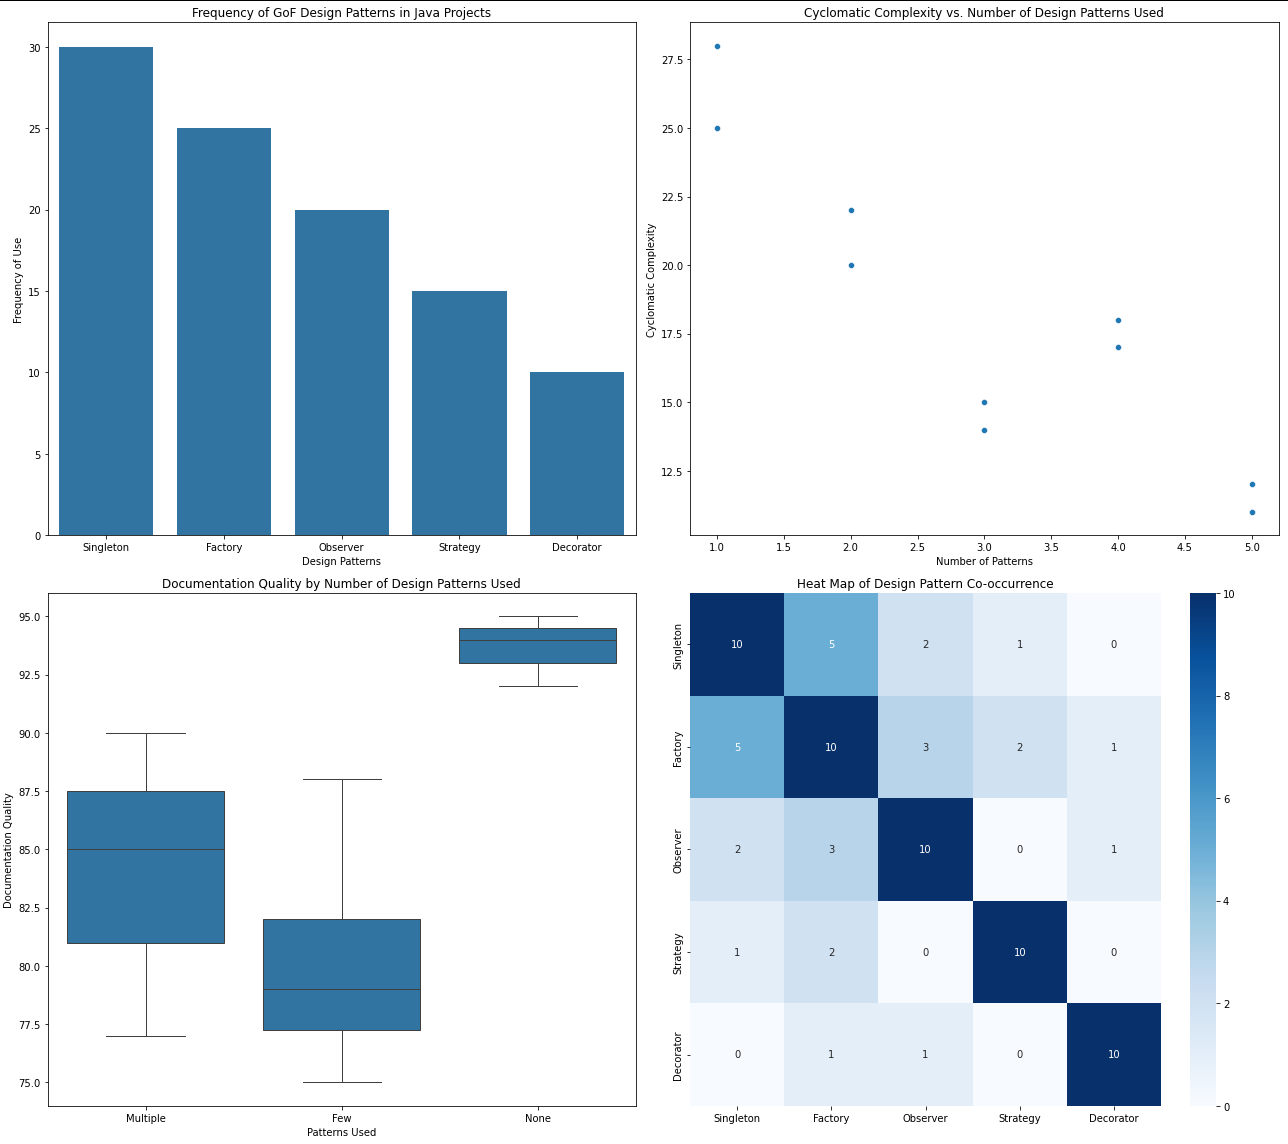 Frequency of GoF Design Patterns in Java Projects
30
25
20
15
10
5
0
Frequency of Use
Singleton Factory Observer Strategy Decorator
Design Patterns
Cyclomatic Complexity vs. Number of Design Patterns Used
27.5
25.0
22.5
20.0
17.5
15.0
12.5
Cyclomatic Complexity
1.0 1.5 2.0 2.5 3.0 3.5 4.0 4.5 5.0
Number of Patterns
Documentation Quality by Number of Design Patterns Used
95.0
92.5
90.0
87.5
85.0
82.5
80.0
77.5
75.0
Documentation Quality
Multiple Few None
Patterns Used
Heat Map of Design Pattern Co-occurrence
Singleton 10 5 2 1 0
Factory 5 10 3 2 1
Observer 2 3 10 0 1
Strategy 1 2 0 10 0
Decorator 0 1 1 0 10
Singleton Factory Observer Strategy Decorator
10
8
6
4
2
0